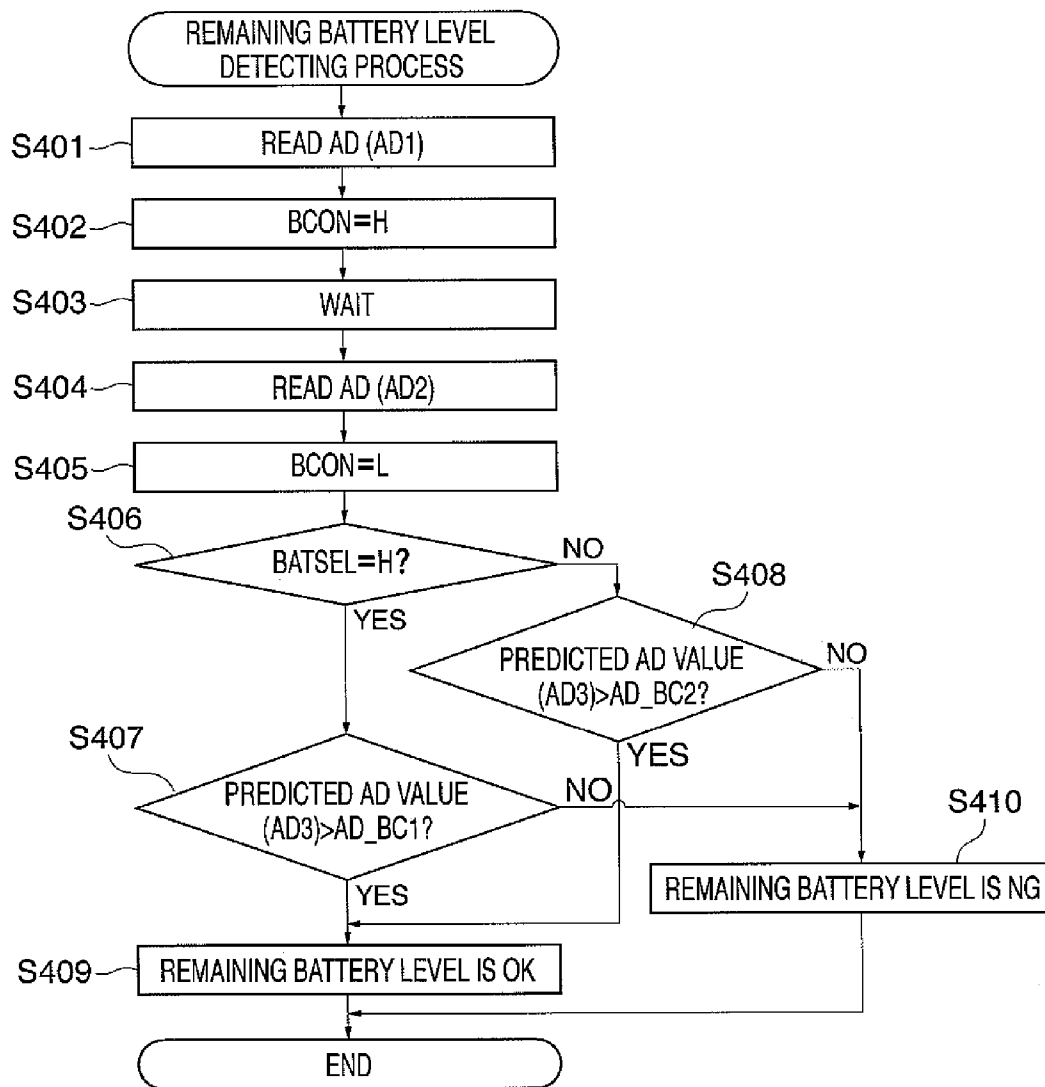 REMAINING BATTERY LEVEL
DETECTING PROCESS
S401
READ AD (AD1)
S402
BCON=H
S403
WAIT
S404
READ AD (AD2)
S405
BCON=L
S406
BATSEL=H?
NO
YES
S408
PREDICTED AD VALUE
(AD3)>AD_BC2?
NO
YES
S407
PREDICTED AD VALUE
(AD3)>AD_BC1?
NO
YES
S410
REMAINING BATTERY LEVEL IS NG
S409
REMAINING BATTERY LEVEL IS OK
END